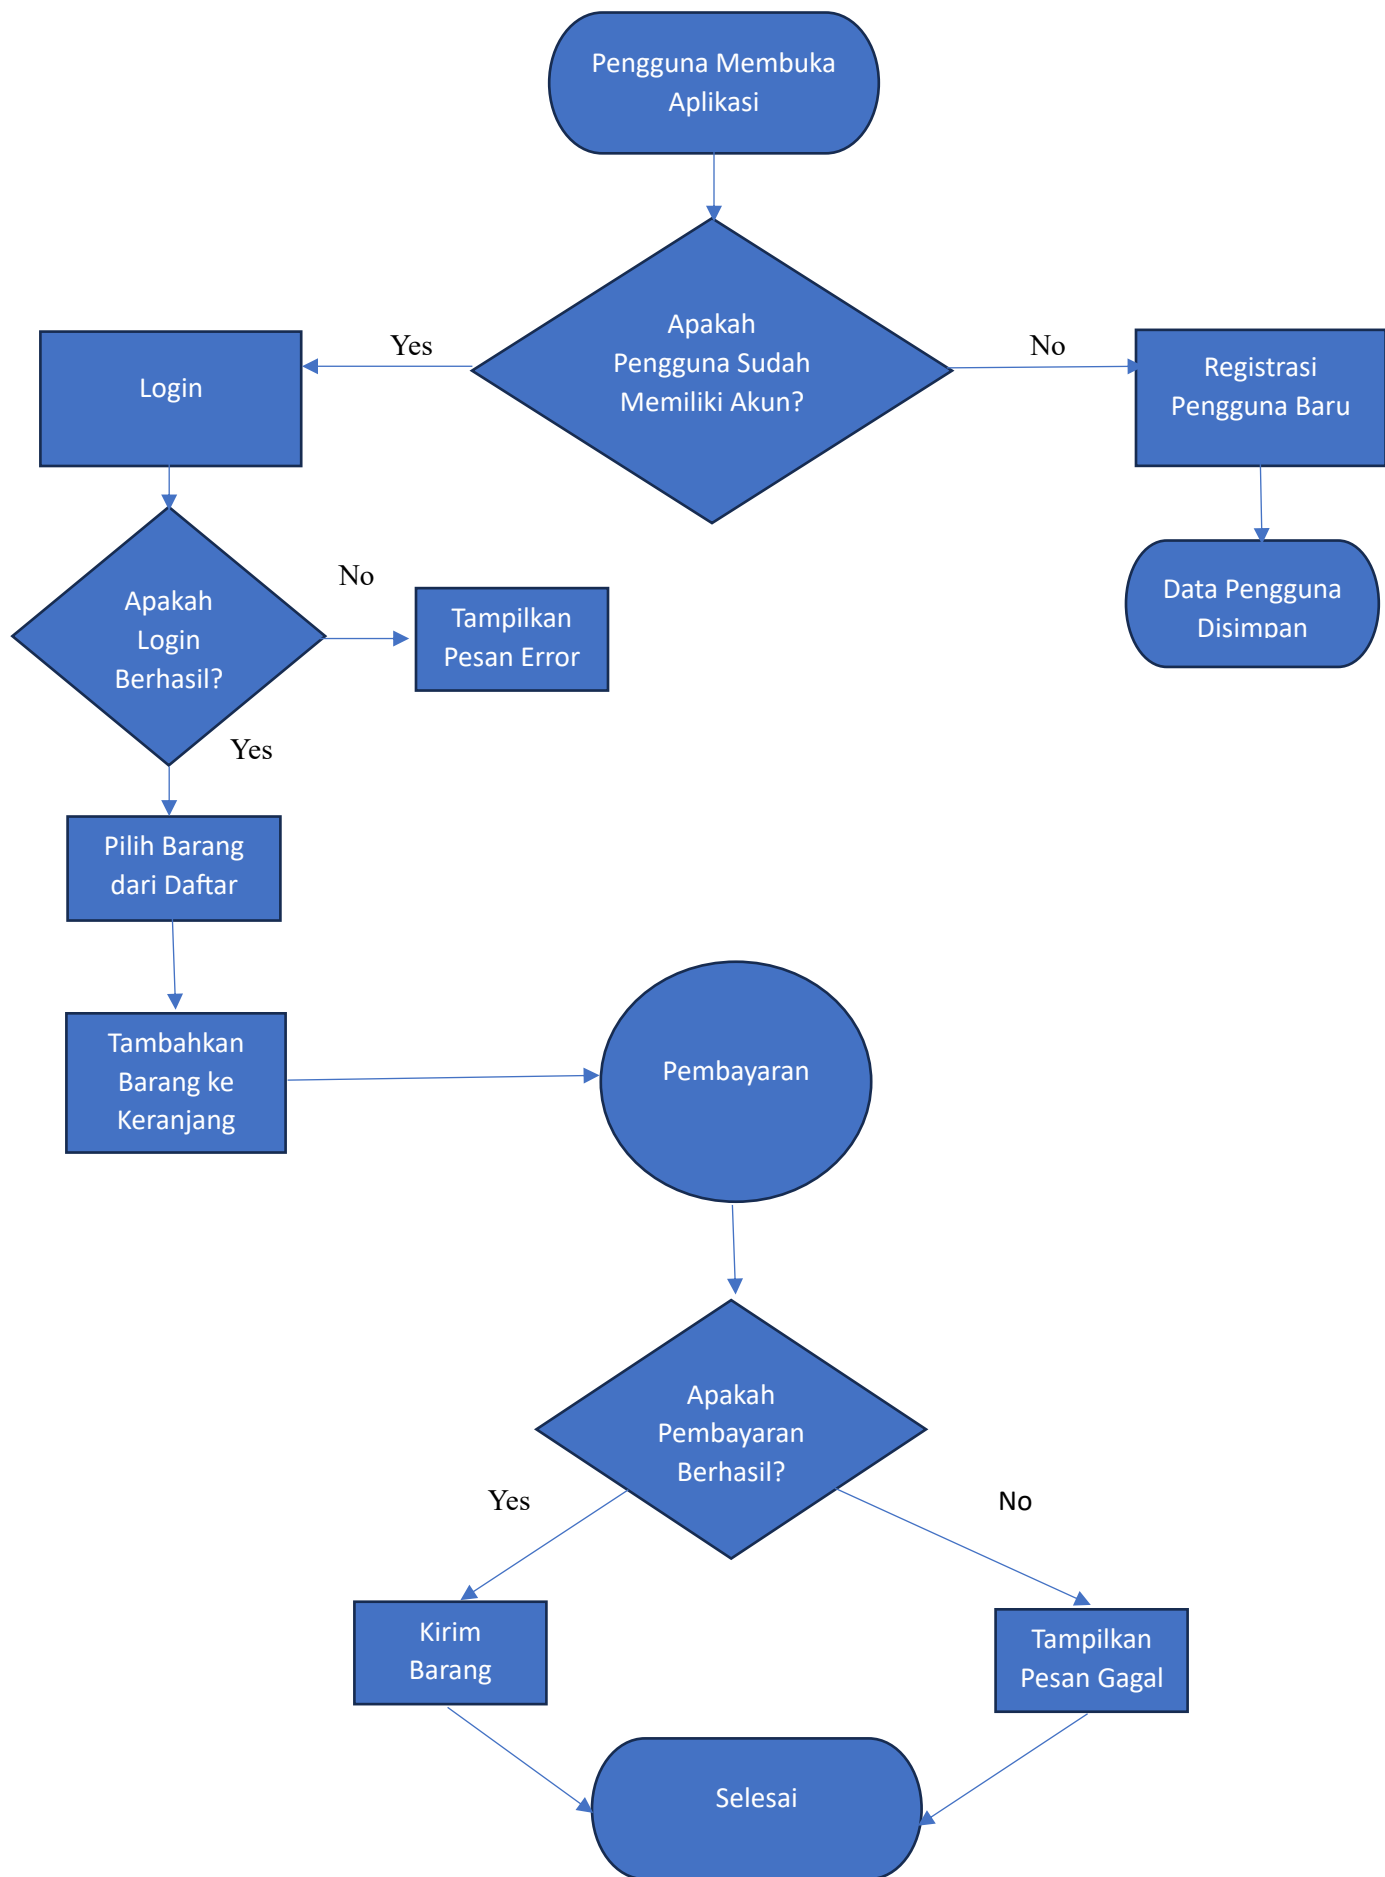 Pengguna Membuka
Aplikasi
Apakah
Pengguna Sudah
Memiliki Akun?
Yes
No
Login
Registrasi
Pengguna Baru
Data Pengguna
Disimpan
Apakah
Login
Berhasil?
No
Tampilkan
Pesan Error
Yes
Pilih Barang
dari Daftar
Tambahkan
Barang ke
Keranjang
Pembayaran
Apakah
Pembayaran
Berhasil?
Yes
No
Kirim
Barang
Tampilkan
Pesan Gagal
Selesai